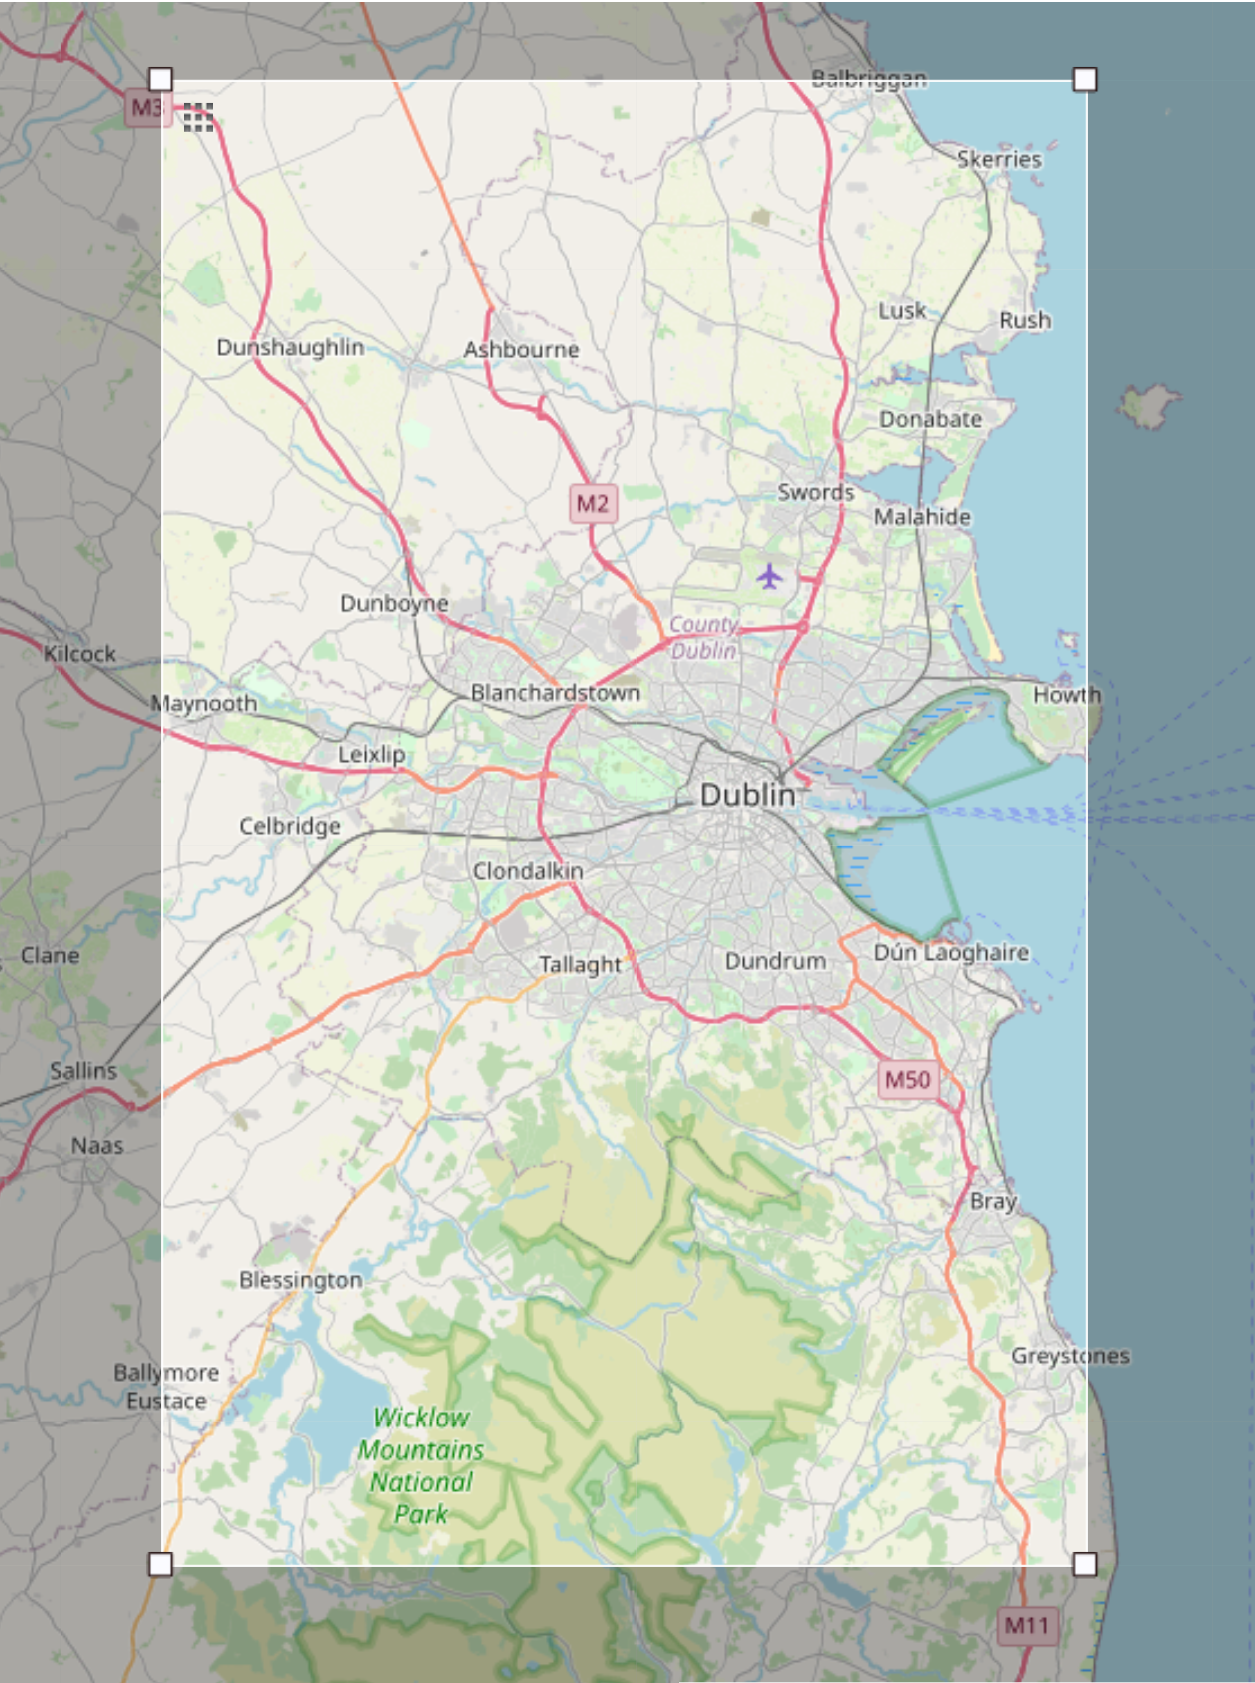 Balbriggan
M3
Skerries
Lusk
Rush
Dunshaughlin
Ashbourne
Donabate
Swords
M2
Malahide
Dunboyne
County
Dublin
Kilcock
Blanchardstown
Howth
Maynooth
Leixlip
Dublin
Celbridge
Clondalkin
Clane
Tallaght
Dundrum
Dún Laoghaire
Sallins
M50
Naas
Bray
Blessington
Greystones
Ballymore
Eustace
Wicklow
Mountains
National
Park
M11